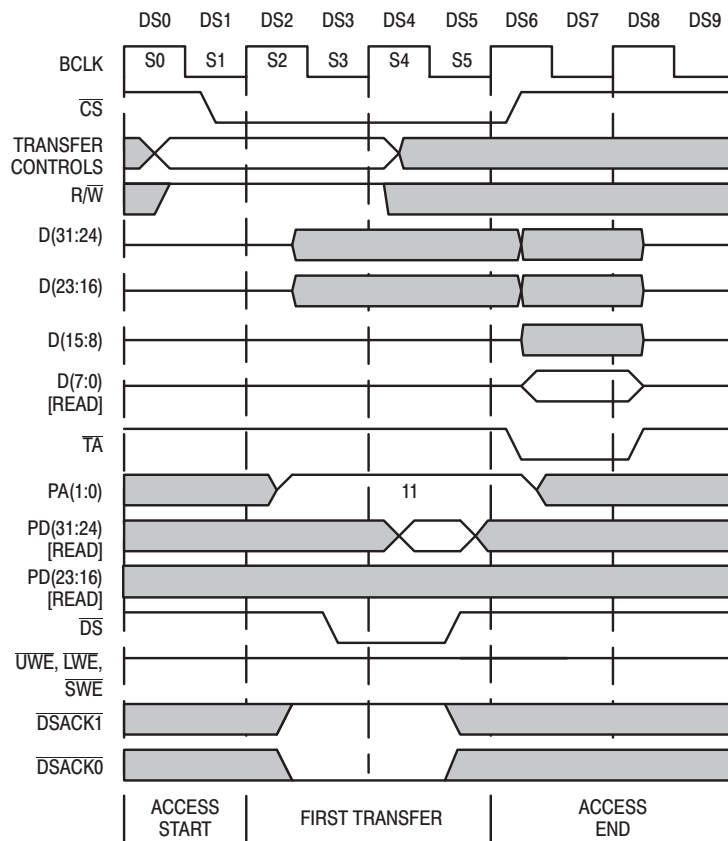 DS0 DS1 DS2 DS3 DS4 DS5 DS6 DS7 DS8 DS9
BCLK S0 S1 S2 S3 S4 S5
CS
TRANSFER
CONTROLS
R/W
D(31:24)
D(23:16)
D(15:8)
D(7:0)
[READ]
TA
PA(1:0) 11
PD(31:24)
[READ]
PD(23:16)
[READ]
DS
UWE, LWE,
SWE
DSACK1
DSACK0
ACCESS
START
FIRST TRANSFER
ACCESS
END